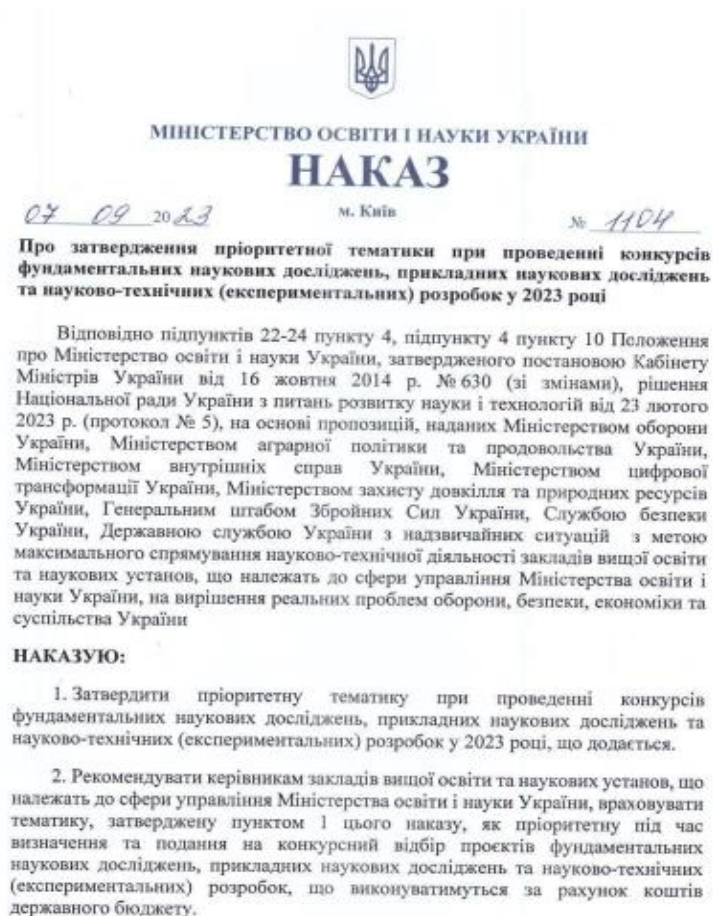 МІНІСТЕРСТВО ОСВІТИ І НАУКИ УКРАЇНИ
НАКАЗ
07 09 2023 м. Київ № 1104
Про затвердження пріоритетної тематики при проведенні конкурсів
фундаментальних наукових досліджень, прикладних наукових досліджень
та науково-технічних (експериментальних) розробок у 2023 році
Відповідно підпунктів 22-24 пункту 4, підпункту 4 пункту 10 Положення
про Міністерство освіти і науки України, затвердженого постановою Кабінету
Міністрів України від 16 жовтня 2014 р. № 630 (зі змінами), рішення
Національної ради України з питань розвитку науки і технологій від 23 лютого
2023 р. (протокол № 5), на основі пропозицій, наданих Міністерством оборони
України, Міністерством аграрної політики та продовольства України,
Міністерством внутрішніх справ України, Міністерством цифрової
трансформації України, Міністерством захисту довкілля та природних ресурсів
України, Генеральним штабом Збройних Сил України, Службою безпеки
України, Державною службою України з надзвичайних ситуацій з метою
максимального спрямування науково-технічної діяльності закладів вищої освіти
та наукових установ, що належать до сфери управління Міністерства освіти і
науки України, на вирішення реальних проблем оборони, безпеки, економіки та
суспільства України
НАКАЗУЮ:
1. Затвердити пріоритетну тематику при проведенні конкурсів
фундаментальних наукових досліджень, прикладних наукових досліджень та
науково-технічних (експериментальних) розробок у 2023 році, що додається.
2. Рекомендувати керівникам закладів вищої освіти та наукових установ, що
належать до сфери управління Міністерства освіти і науки України, враховувати
тематику, затверджену пунктом 1 цього наказу, як пріоритетну під час
визначення та подання на конкурсний відбір проєктів фундаментальних
наукових досліджень, прикладних наукових досліджень та науково-технічних
(експериментальних) розробок, що виконуватимуться за рахунок коштів
державного бюджету.